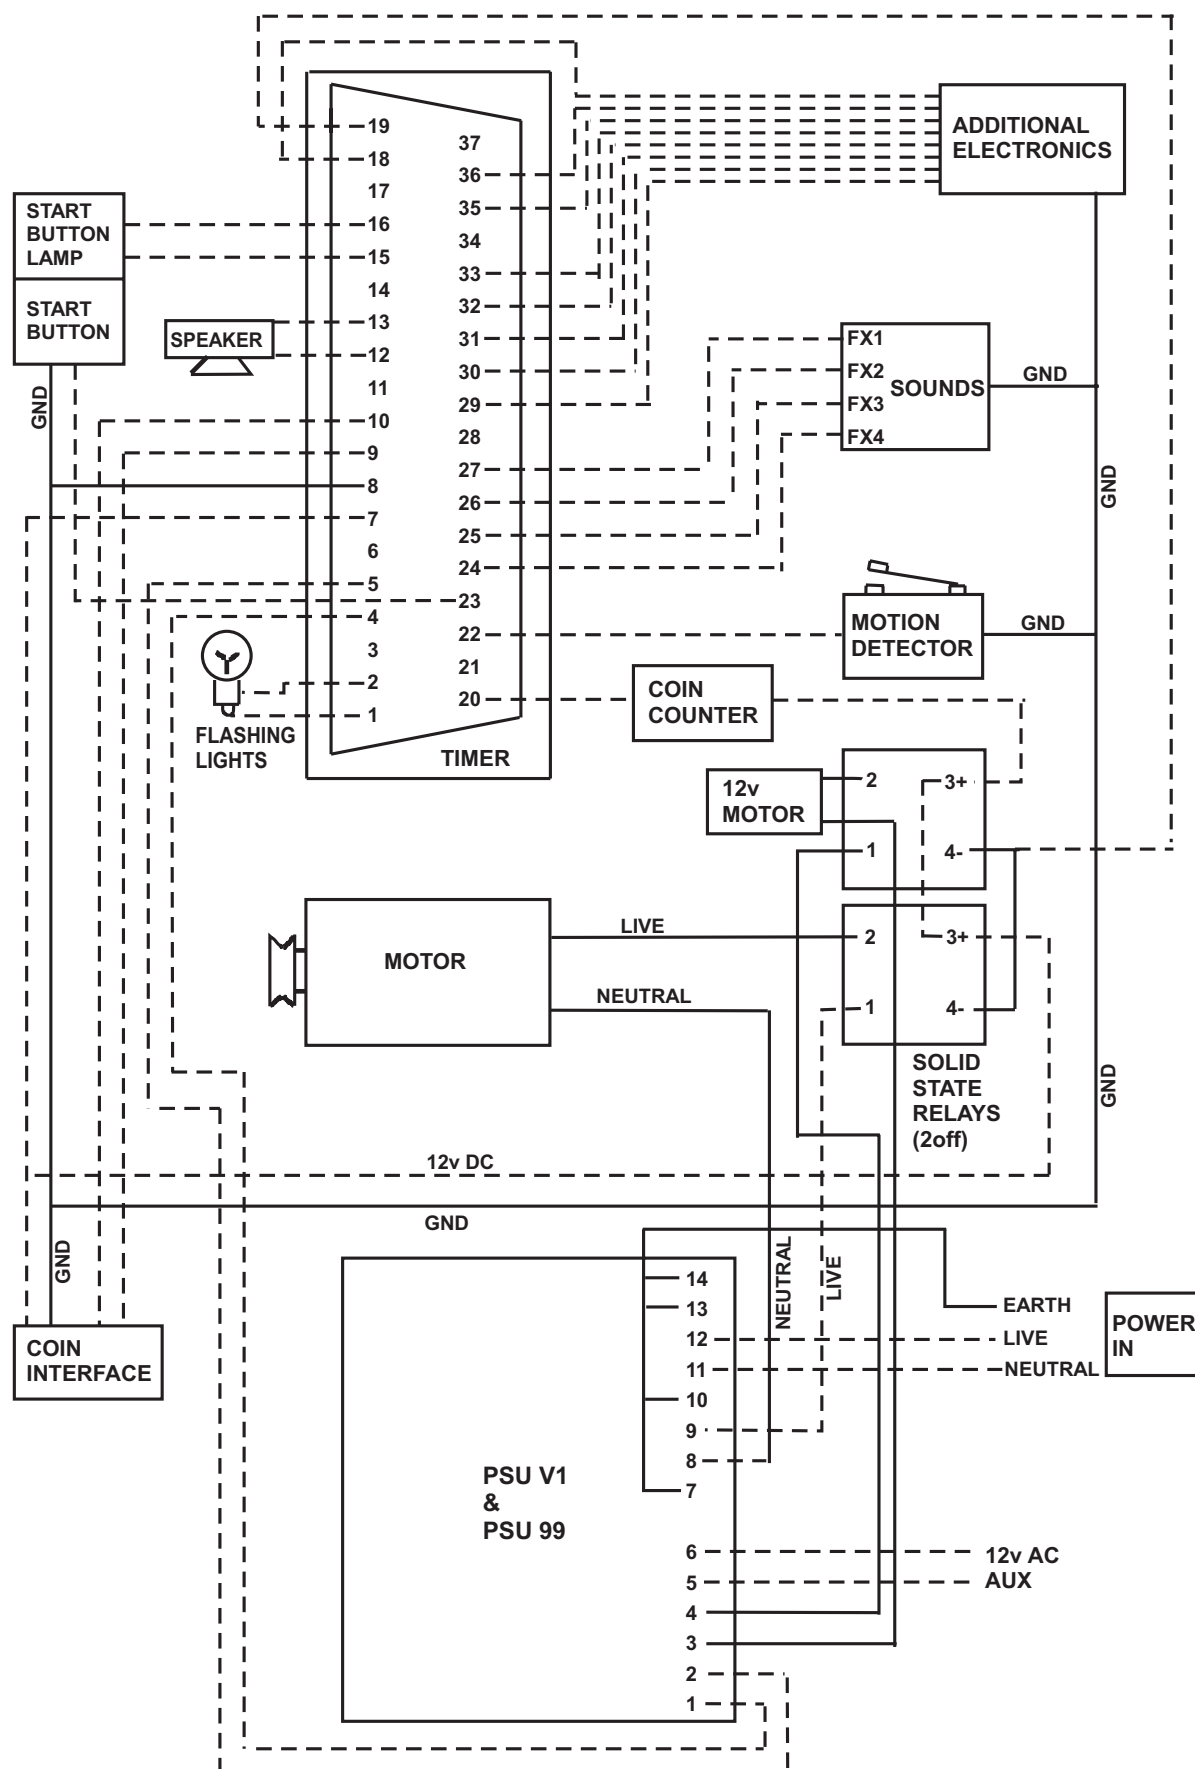 19
18
17
16
15
14
13
12
11
10
9
8
7
6
5
4
3
2
1
37
36
35
34
33
32
31
30
29
28
27
26
25
24
23
22
21
20
TIMER
ADDITIONAL
ELECTRONICS
START
BUTTON
LAMP
START
BUTTON
SPEAKER
GND
FX1
FX2
FX3
FX4
SOUNDS
GND
GND
MOTION
DETECTOR
GND
COIN
COUNTER
FLASHING
LIGHTS
12v
MOTOR
2
1
3+
4-
MOTOR
LIVE
NEUTRAL
2
1
3+
4-
SOLID
STATE
RELAYS
(2off)
GND
12v DC
GND
GND
NEUTRAL
LIVE
COIN
INTERFACE
PSU V1
&
PSU 99
14
13
12
11
10
9
8
7
6
5
4
3
2
1
EARTH
LIVE
NEUTRAL
POWER
IN
12v AC
AUX